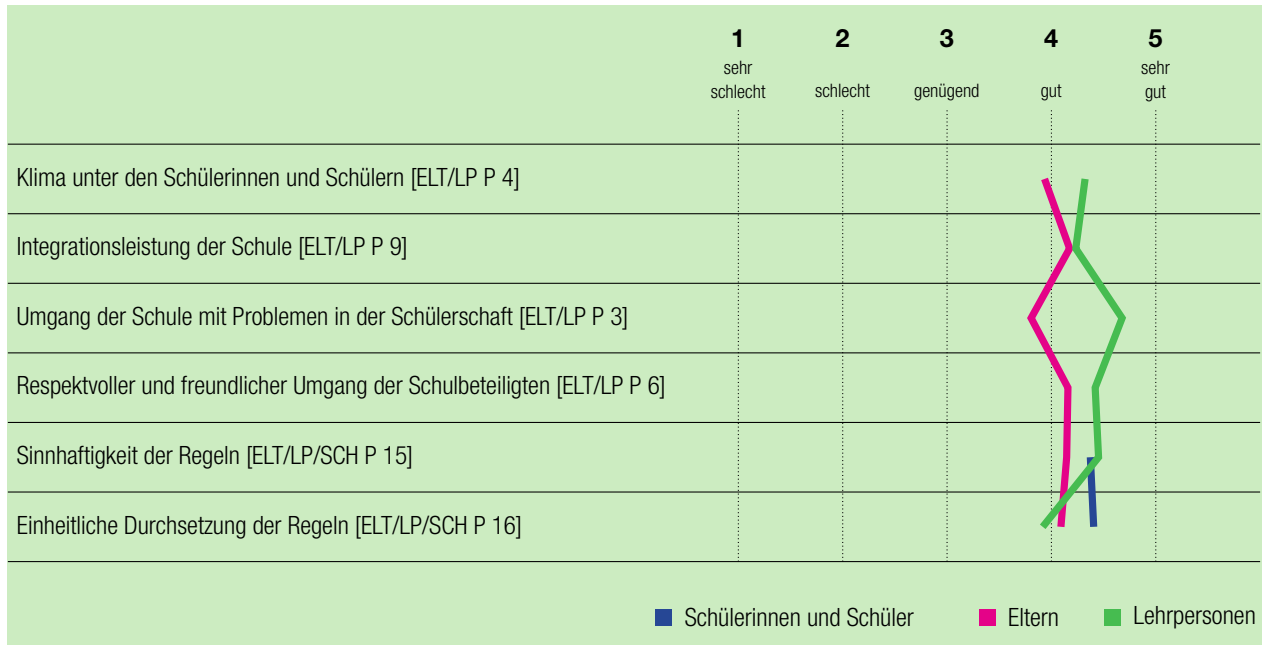 1 2 3 4 5
sehr schlecht schlecht genügend gut sehr gut
Klima unter den Schülerinnen und Schülern [ELT/LP P 4]
Integrationsleistung der Schule [ELT/LP P 9]
Umgang der Schule mit Problemen in der Schülerschaft [ELT/LP P 3]
Respektvoller und freundlicher Umgang der Schulbeteiligten [ELT/LP P 6]
Sinnhaftigkeit der Regeln [ELT/LP/SCH P 15]
Einheitliche Durchsetzung der Regeln [ELT/LP/SCH P 16]
Schülerinnen und Schüler Eltern Lehrpersonen